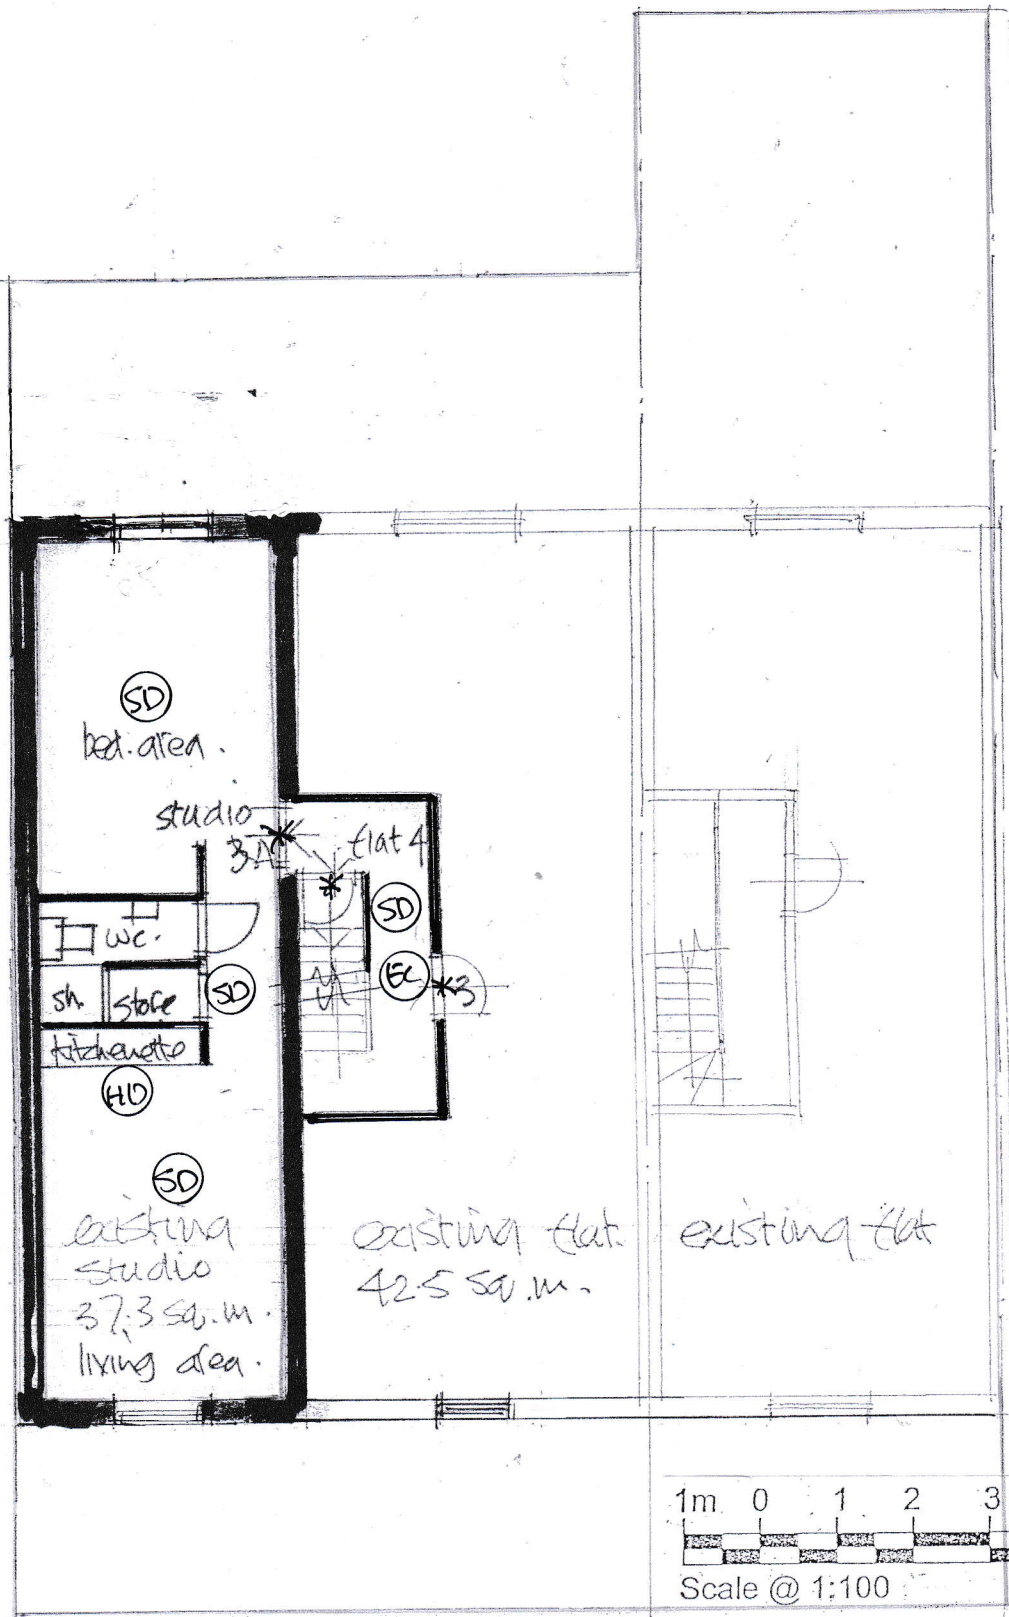 SD
bed. area.
studio
3A
flat 4
SD
wc.
EC
3
sh.
store
SD
kitchenette
HD
SD
existing
studio
37.3 sq.m.
living area.
existing flat.
42.5 sq.m.
existing flat
1m 0 1 2 3
Scale @ 1:100